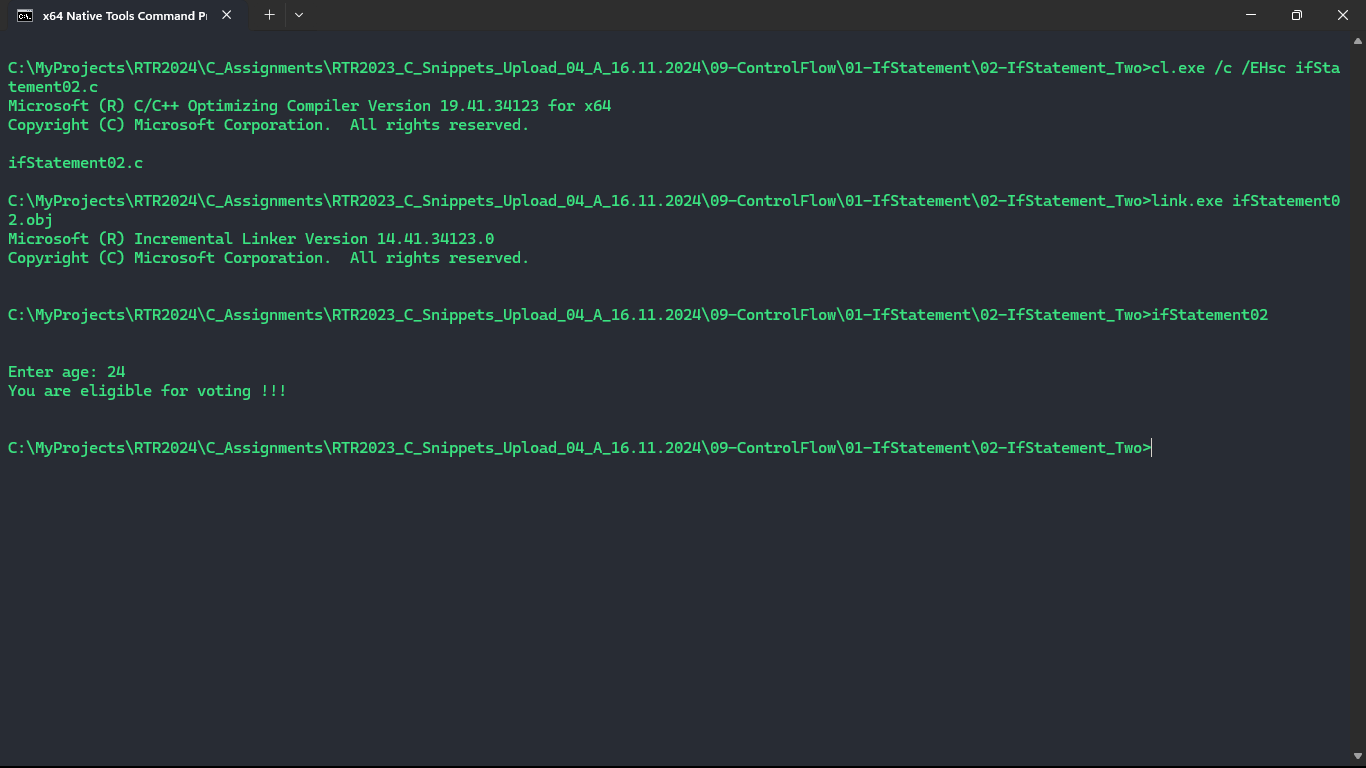 x64 Native Tools Command P
C:\MyProjects\RTR2024\C_Assignments\RTR2023_C_Snippets_Upload_04_A_16.11.2024\09-ControlFlow\01-IfStatement\02-IfStatement_Two>cl.exe /c /EHsc ifSta
tement02.c
Microsoft (R) C/C++ Optimizing Compiler Version 19.41.34123 for x64
Copyright (C) Microsoft Corporation.  All rights reserved.
ifStatement02.c
C:\MyProjects\RTR2024\C_Assignments\RTR2023_C_Snippets_Upload_04_A_16.11.2024\09-ControlFlow\01-IfStatement\02-IfStatement_Two>link.exe ifStatement0
2.obj
Microsoft (R) Incremental Linker Version 14.41.34123.0
Copyright (C) Microsoft Corporation.  All rights reserved.
C:\MyProjects\RTR2024\C_Assignments\RTR2023_C_Snippets_Upload_04_A_16.11.2024\09-ControlFlow\01-IfStatement\02-IfStatement_Two>ifStatement02
Enter age: 24
You are eligible for voting !!!
C:\MyProjects\RTR2024\C_Assignments\RTR2023_C_Snippets_Upload_04_A_16.11.2024\09-ControlFlow\01-IfStatement\02-IfStatement_Two>